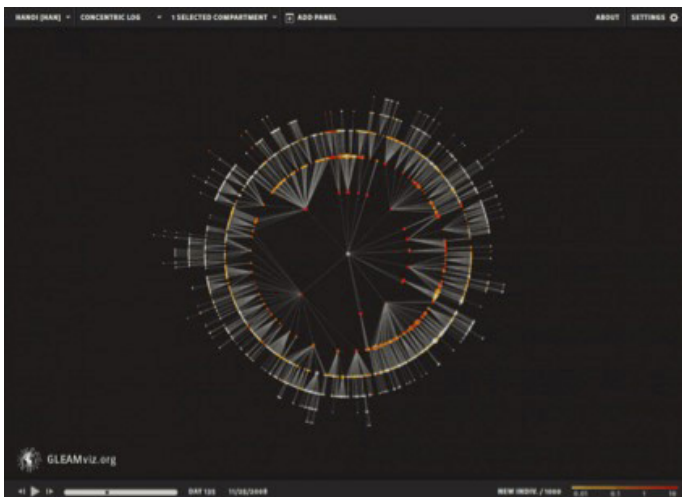 HANOI [HAN] CONCENTRIC LOG 1 SELECTED COMPARTMENT ADD PANEL ABOUT SETTINGS
GLEAMviz.org
DAY 135 NEW INDIV. / 1000 0.01 0.1 1 10